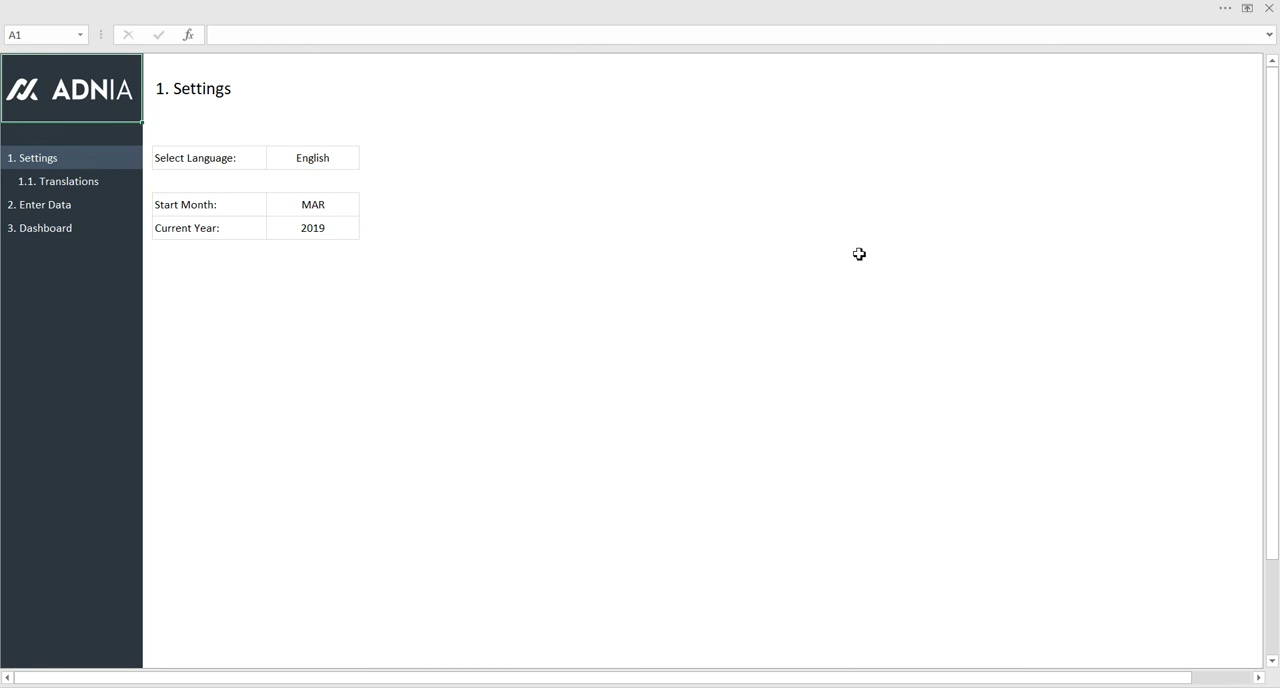 A1
fx
ADNIA
1. Settings
1. Settings
1.1. Translations
2. Enter Data
3. Dashboard
Select Language: English
Start Month: MAR
Current Year: 2019